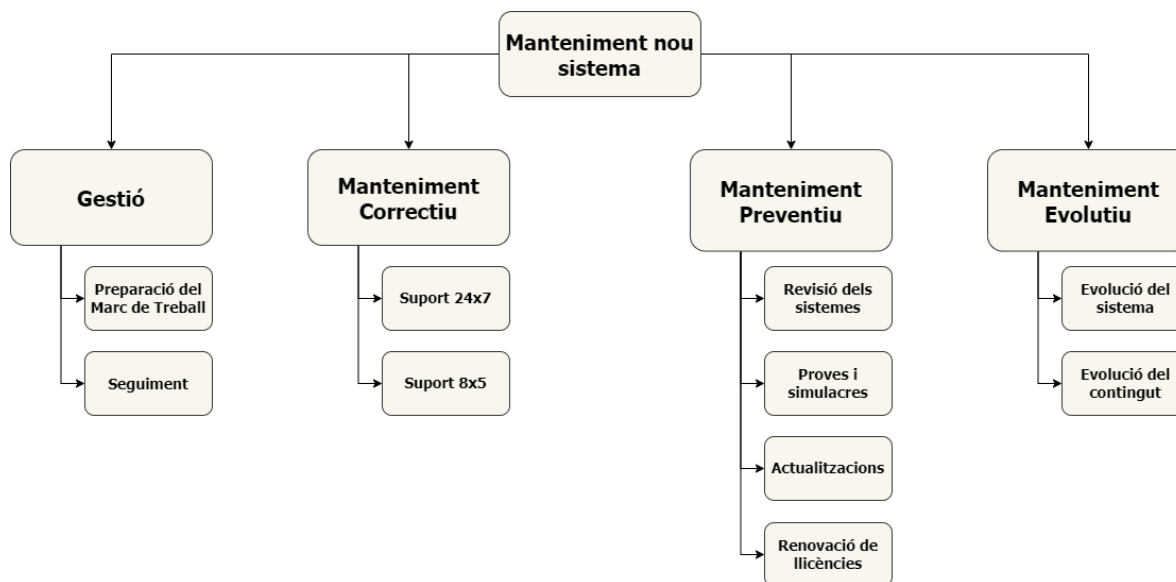 Manteniment nou
sistema
Gestió
Manteniment
Correctiu
Manteniment
Preventiu
Manteniment
Evolutiu
Preparació del
Marc de Treball
Seguiment
Suport 24x7
Suport 8x5
Revisió dels
sistemes
Proves i
simulacres
Actualitzacions
Renovació de
llicències
Evolució del
sistema
Evolució del
contingut